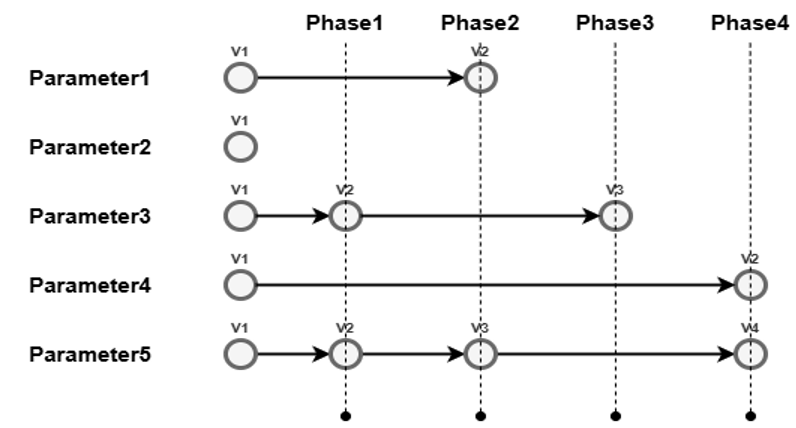 Phase1 Phase2 Phase3 Phase4
V1 V2
Parameter1
V1
Parameter2
V1 V2 V3
Parameter3
V1 V2
Parameter4
V1 V2 V3 V4
Parameter5